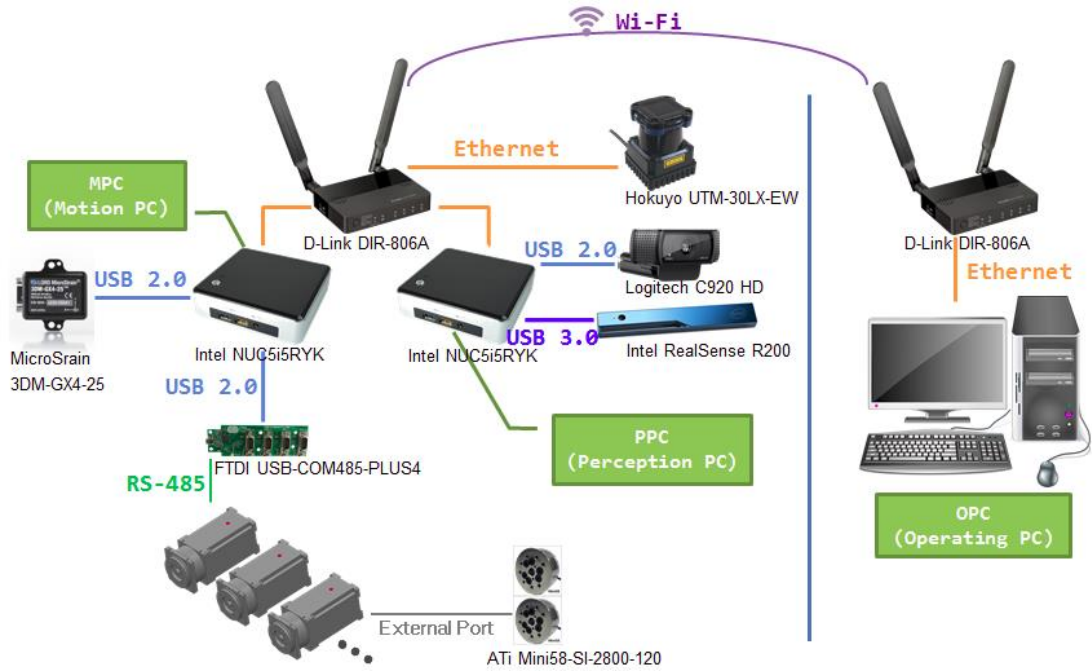 Wi-Fi
Ethernet
MPC
(Motion PC)
Hokuyo UTM-30LX-EW
D-Link DIR-806A
D-Link DIR-806A
USB 2.0
USB 2.0
Logitech C920 HD
Ethernet
3DM-GX4-25
Intel NUC5i5RYK
Intel NUC5i5RYK
USB 3.0
Intel RealSense R200
MicroSrain
3DM-GX4-25
USB 2.0
PPC
(Perception PC)
FTDI USB-COM485-PLUS4
RS-485
OPC
(Operating PC)
External Port
ATi Mini58-SI-2800-120